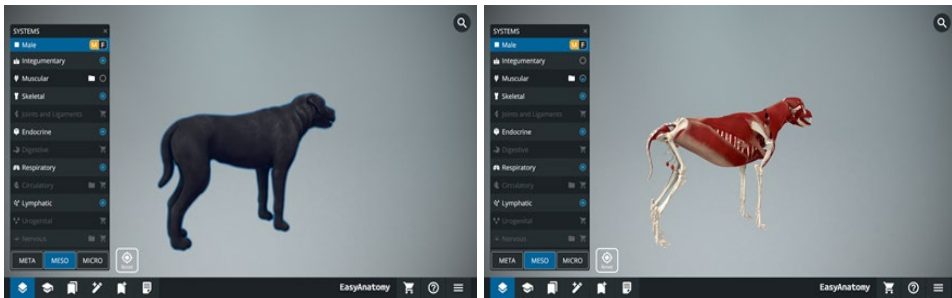 SYSTEMS ×
Male M F
Integumentary
Muscular
Skeletal
Joints and Ligaments
Endocrine
Digestive
Respiratory
Circulatory
Lymphatic
Urogenital
Nervous
META MESO MICRO
Reset
EasyAnatomy
SYSTEMS ×
Male M F
Integumentary
Muscular
Skeletal
Joints and Ligaments
Endocrine
Digestive
Respiratory
Circulatory
Lymphatic
Urogenital
Nervous
META MESO MICRO
Reset
EasyAnatomy